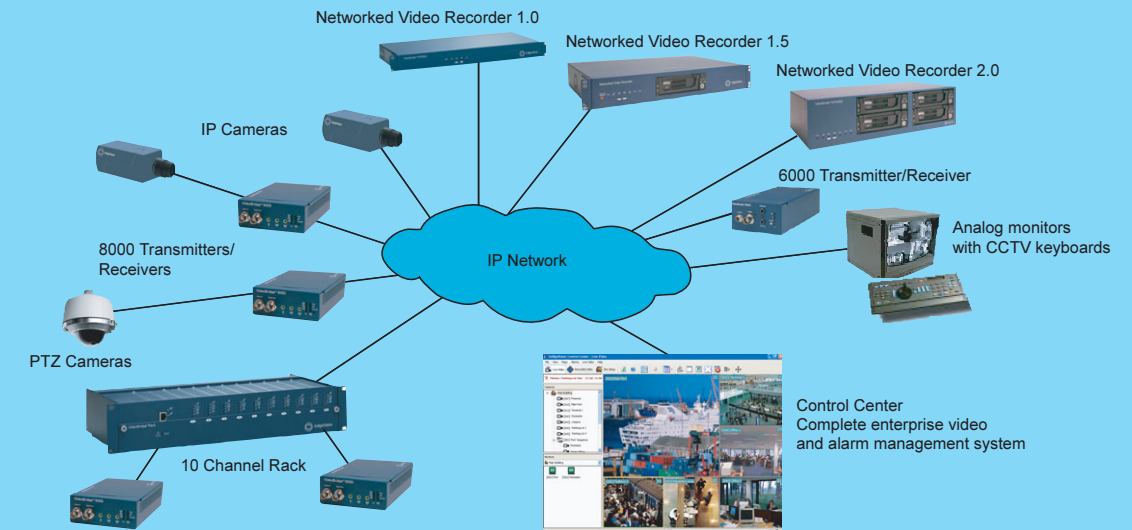 Networked Video Recorder 1.0
Networked Video Recorder 1.5
Networked Video Recorder 2.0
IP Cameras
6000 Transmitter/Receiver
8000 Transmitters/
Receivers
IP Network
Analog monitors
with CCTV keyboards
PTZ Cameras
Control Center
Complete enterprise video
and alarm management system
10 Channel Rack